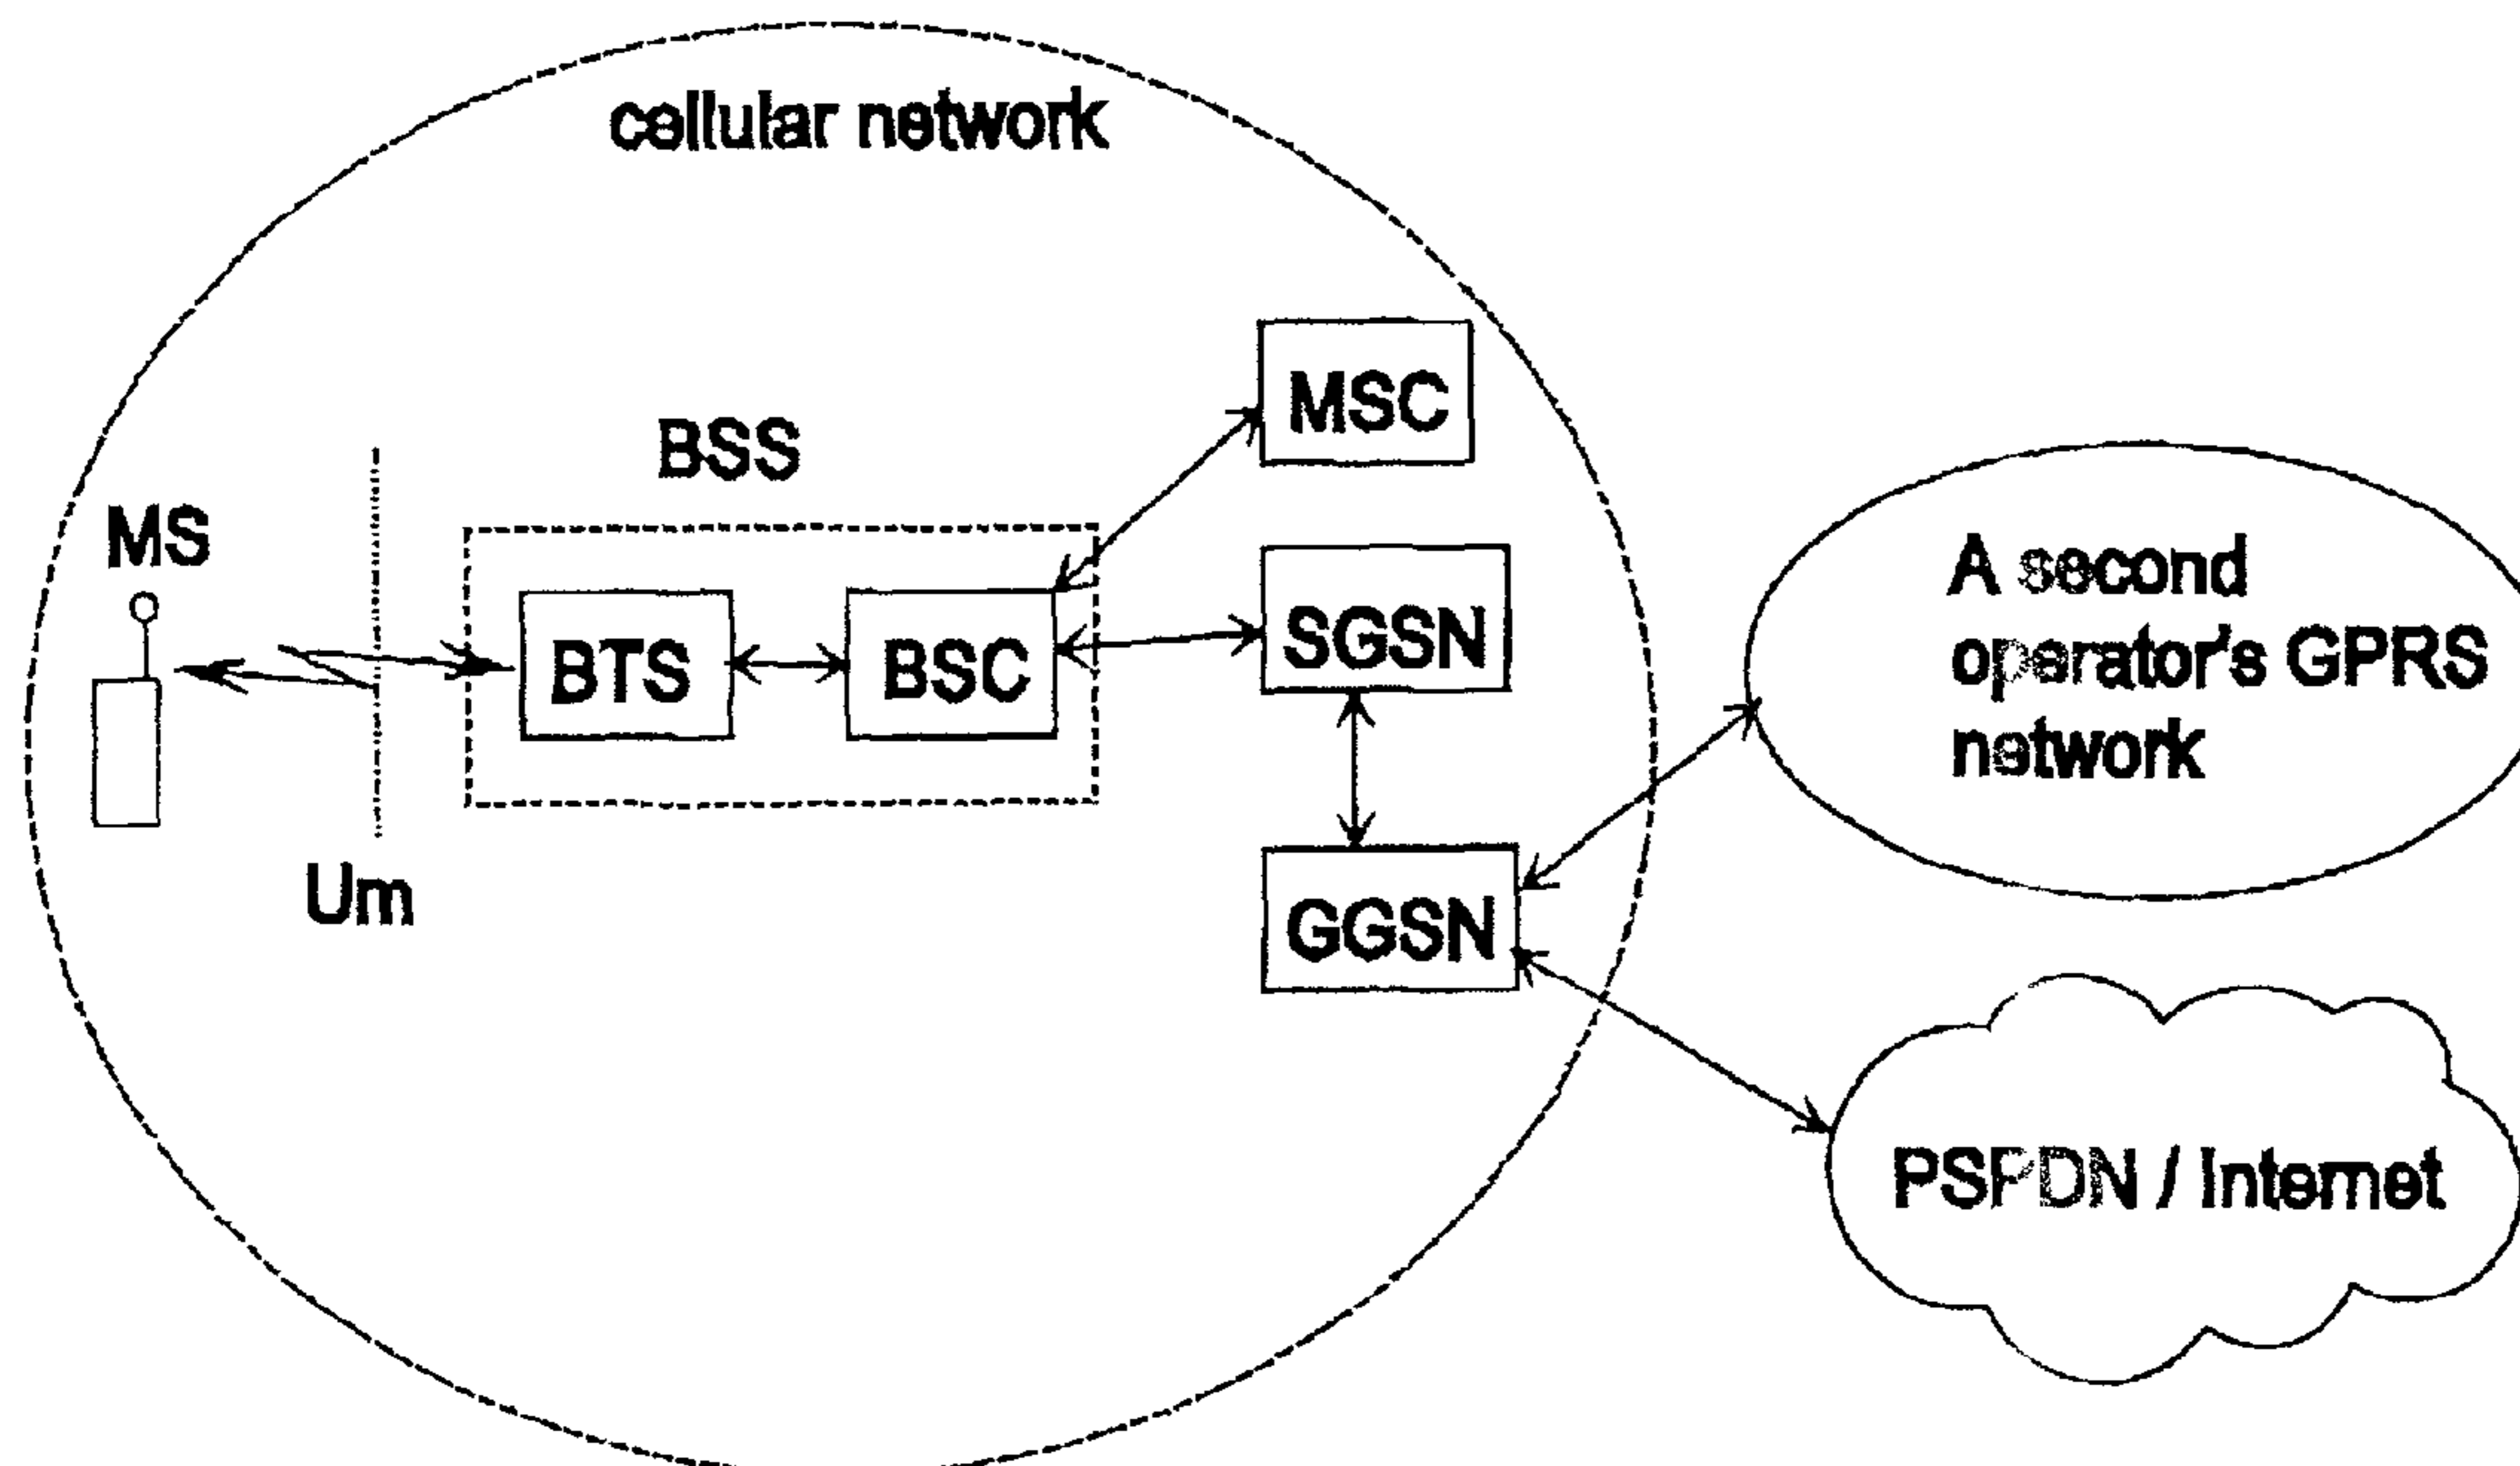 cellular network
MSC
BSS
MS
SGSN
BTS
BSC
Um
GGSN
A second
operator's GPRS
network
PSPDN / Internet